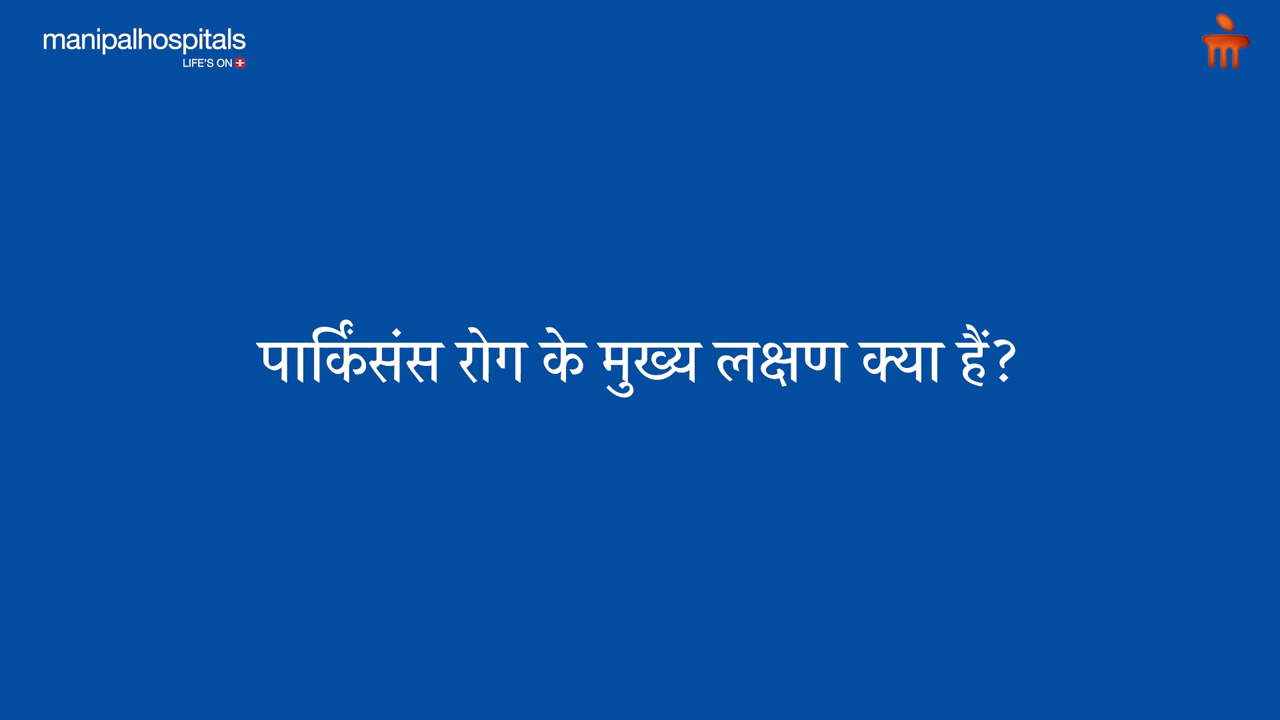 manipalhospitals
LIFE'S ON
पार्किंसंस रोग के मुख्य लक्षण क्या हैं?